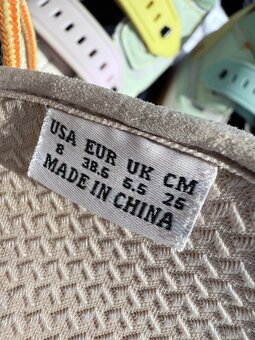 USA EUR UK CM
8 38.5 5.5 25
MADE IN CHINA